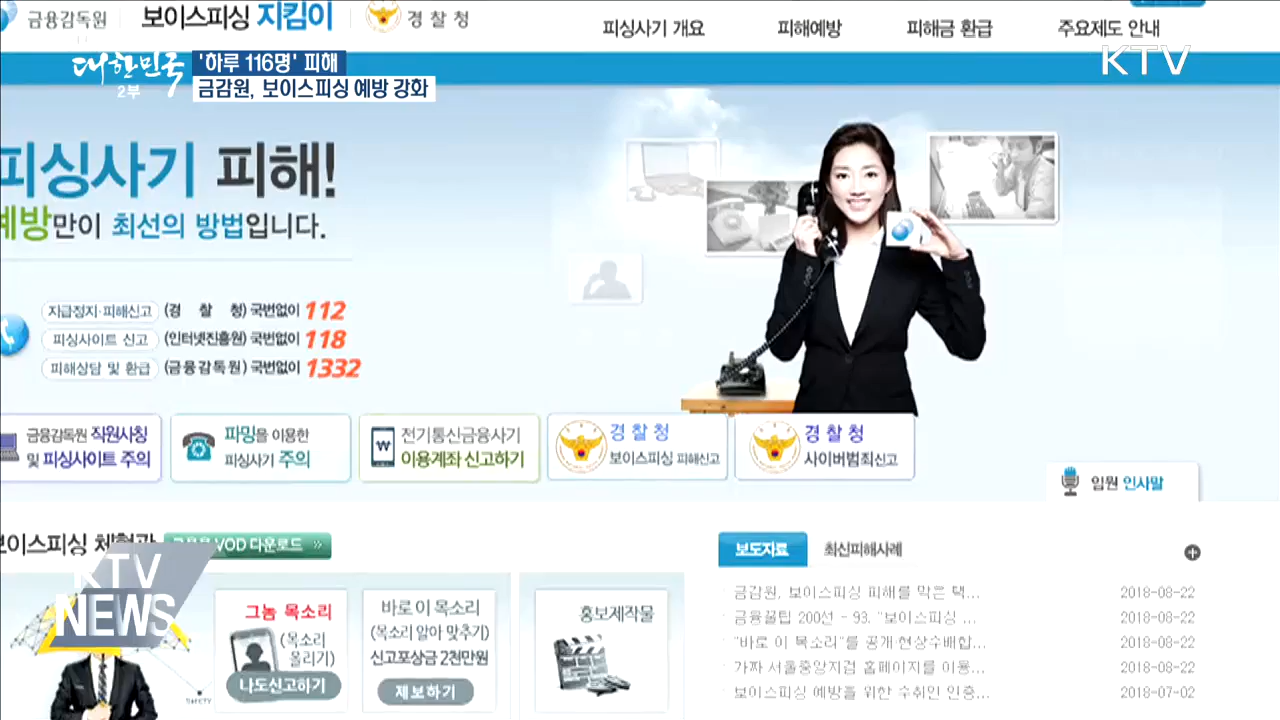 금융감독원 보이스피싱 지킴이 경찰청
피싱사기 개요 피해예방 피해금 환급 주요제도 안내
KTV
대한민국
2부
'하루 116명' 피해
금감원, 보이스피싱 예방 강화
피싱사기 피해!
예방만이 최선의 방법입니다.
지급정지·피해신고 (경 찰 청) 국번없이 112
피싱사이트 신고 (인터넷진흥원) 국번없이 118
피해상담 및 환급 (금융감독원) 국번없이 1332
금융감독원 직원사칭
및 피싱사이트 주의
파밍을 이용한
피싱사기 주의
전기통신금융사기
이용계좌 신고하기
경찰청
보이스피싱 피해신고
경찰청
사이버범죄신고
임원 인사말
보이스피싱 체험관
VOD 다운로드 »
KTV
NEWS
그놈 목소리
(목소리
올리기)
나도신고하기
바로 이 목소리
(목소리 알아 맞추기)
신고포상금 2천만원
제보하기
홍보제작물
보도자료 최신피해사례
금감원, 보이스피싱 피해를 막은 택... 2018-08-22
금융꿀팁 200선 - 93. "보이스피싱 ... 2018-08-22
"바로 이 목소리"를 공개 현상수배합... 2018-08-22
가짜 서울중앙지검 홈페이지를 이용... 2018-08-22
보이스피싱 예방을 위한 수취인 인증... 2018-07-02